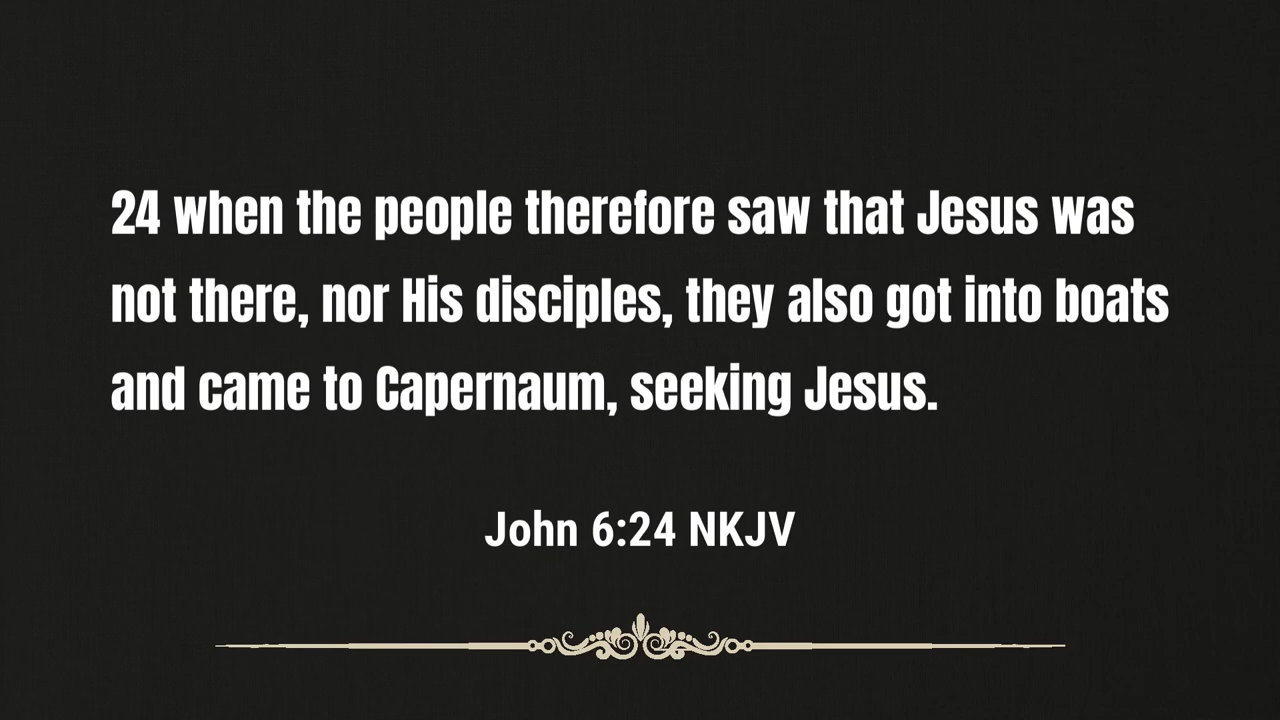 24 when the people therefore saw that Jesus was
not there, nor His disciples, they also got into boats
and came to Capernaum, seeking Jesus.
John 6:24 NKJV